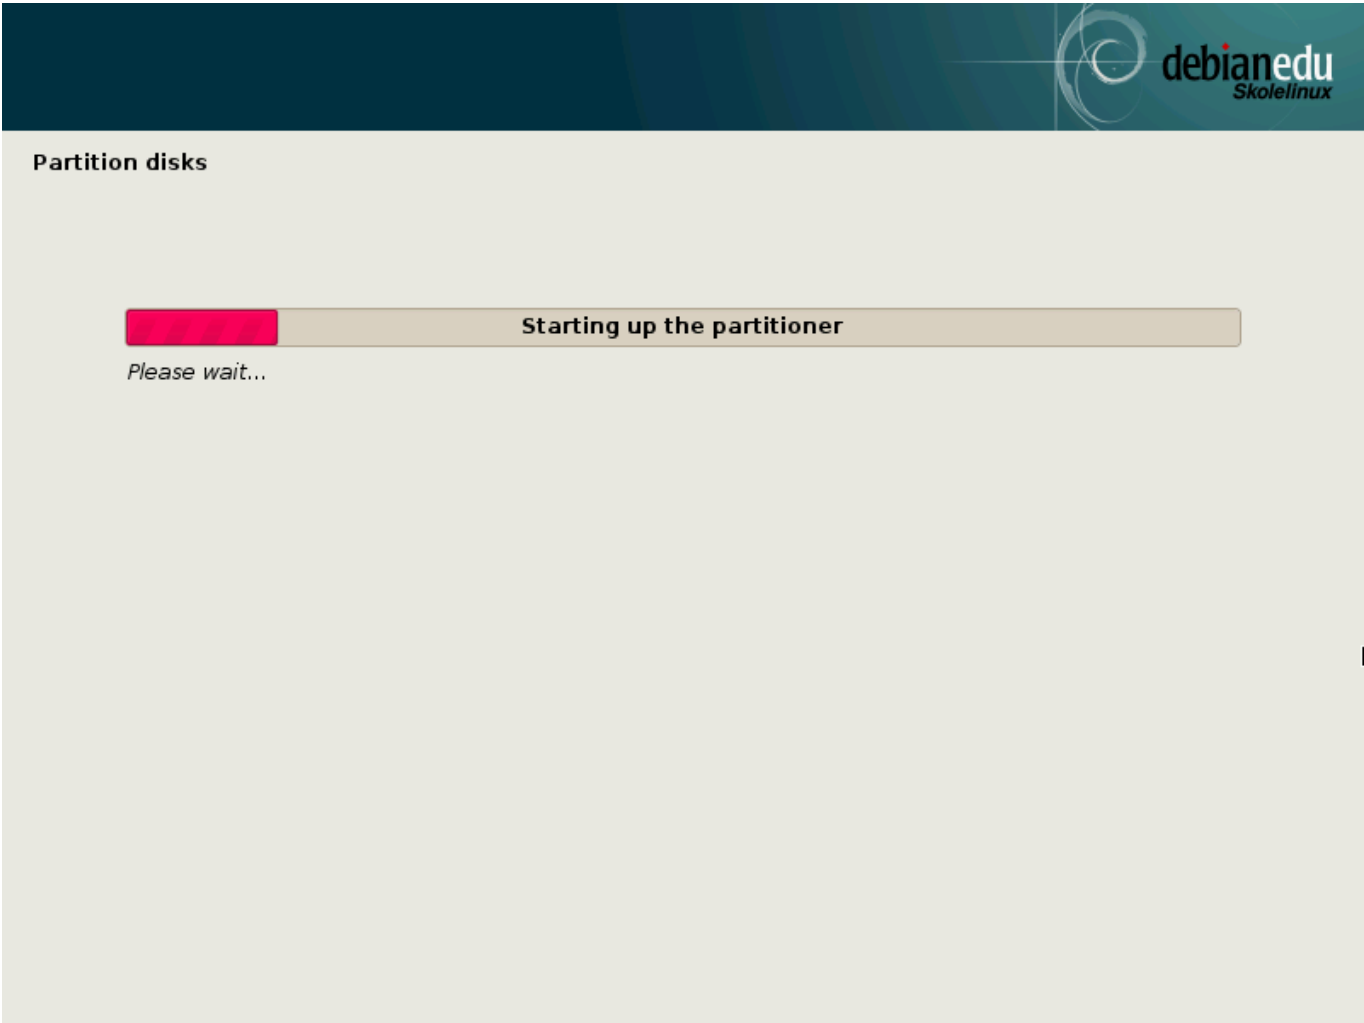 debianedu
Skolelinux
Partition disks
Starting up the partitioner
Please wait...